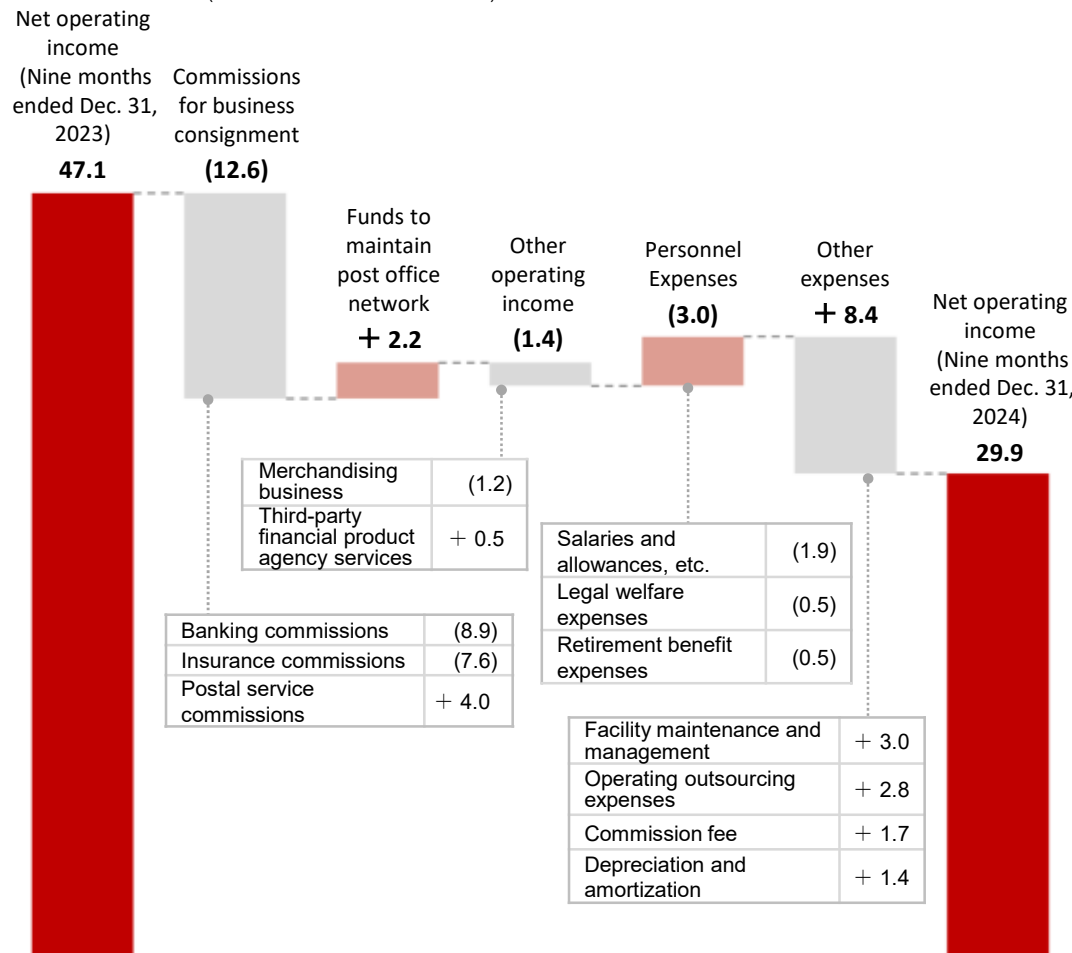 Net operating
income
(Nine months
ended Dec. 31,
2023)
47.1
Commissions
for business
consignment
(12.6)
Funds to
maintain
post office
network
+ 2.2
Other
operating
income
(1.4)
Personnel
Expenses
(3.0)
Other
expenses
+ 8.4
Net operating
income
(Nine months
ended Dec. 31,
2024)
29.9
Merchandising
business (1.2)
Third-party
financial product
agency services + 0.5
Banking commissions (8.9)
Insurance commissions (7.6)
Postal service
commissions + 4.0
Salaries and
allowances, etc. (1.9)
Legal welfare
expenses (0.5)
Retirement benefit
expenses (0.5)
Facility maintenance and
management + 3.0
Operating outsourcing
expenses + 2.8
Commission fee + 1.7
Depreciation and
amortization + 1.4